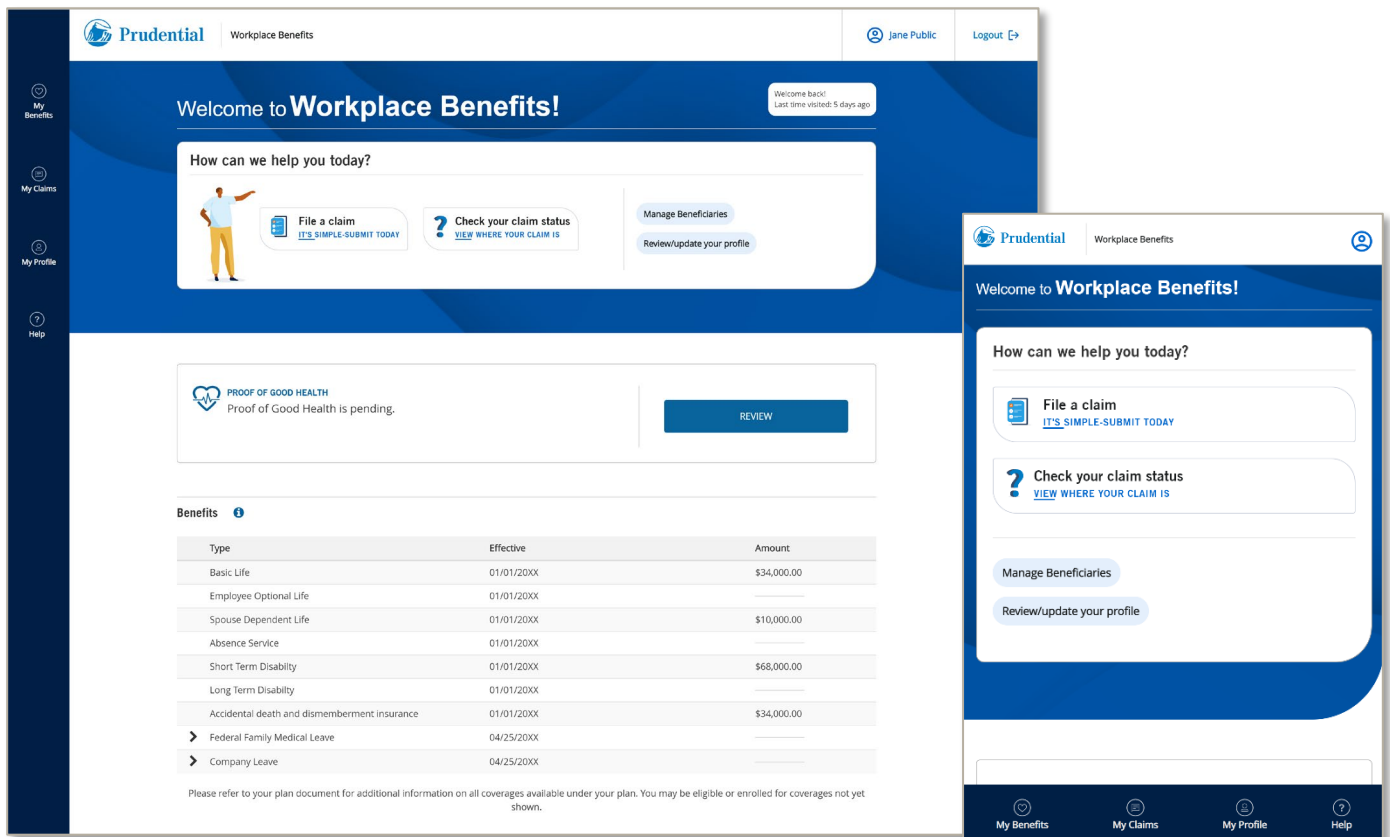 Prudential Workplace Benefits
Jane Public
Logout
My
Benefits
My Claims
My Profile
Help
Welcome to Workplace Benefits!
Welcome back!
Last time visited: 5 days ago
How can we help you today?
File a claim
IT'S SIMPLE-SUBMIT TODAY
Check your claim status
VIEW WHERE YOUR CLAIM IS
Manage Beneficiaries
Review/update your profile
PROOF OF GOOD HEALTH
Proof of Good Health is pending.
REVIEW
Benefits
Type Effective Amount
Basic Life 01/01/20XX $34,000.00
Employee Optional Life 01/01/20XX
Spouse Dependent Life 01/01/20XX $10,000.00
Absence Service 01/01/20XX
Short Term Disabilty 01/01/20XX $68,000.00
Long Term Disabilty 01/01/20XX
Accidental death and dismemberment insurance 01/01/20XX $34,000.00
Federal Family Medical Leave 04/25/20XX
Company Leave 04/25/20XX
Please refer to your plan document for additional information on all coverages available under your plan. You may be eligible or enrolled for coverages not yet
shown.
Prudential Workplace Benefits
Welcome to Workplace Benefits!
How can we help you today?
File a claim
IT'S SIMPLE-SUBMIT TODAY
Check your claim status
VIEW WHERE YOUR CLAIM IS
Manage Beneficiaries
Review/update your profile
My Benefits My Claims My Profile Help